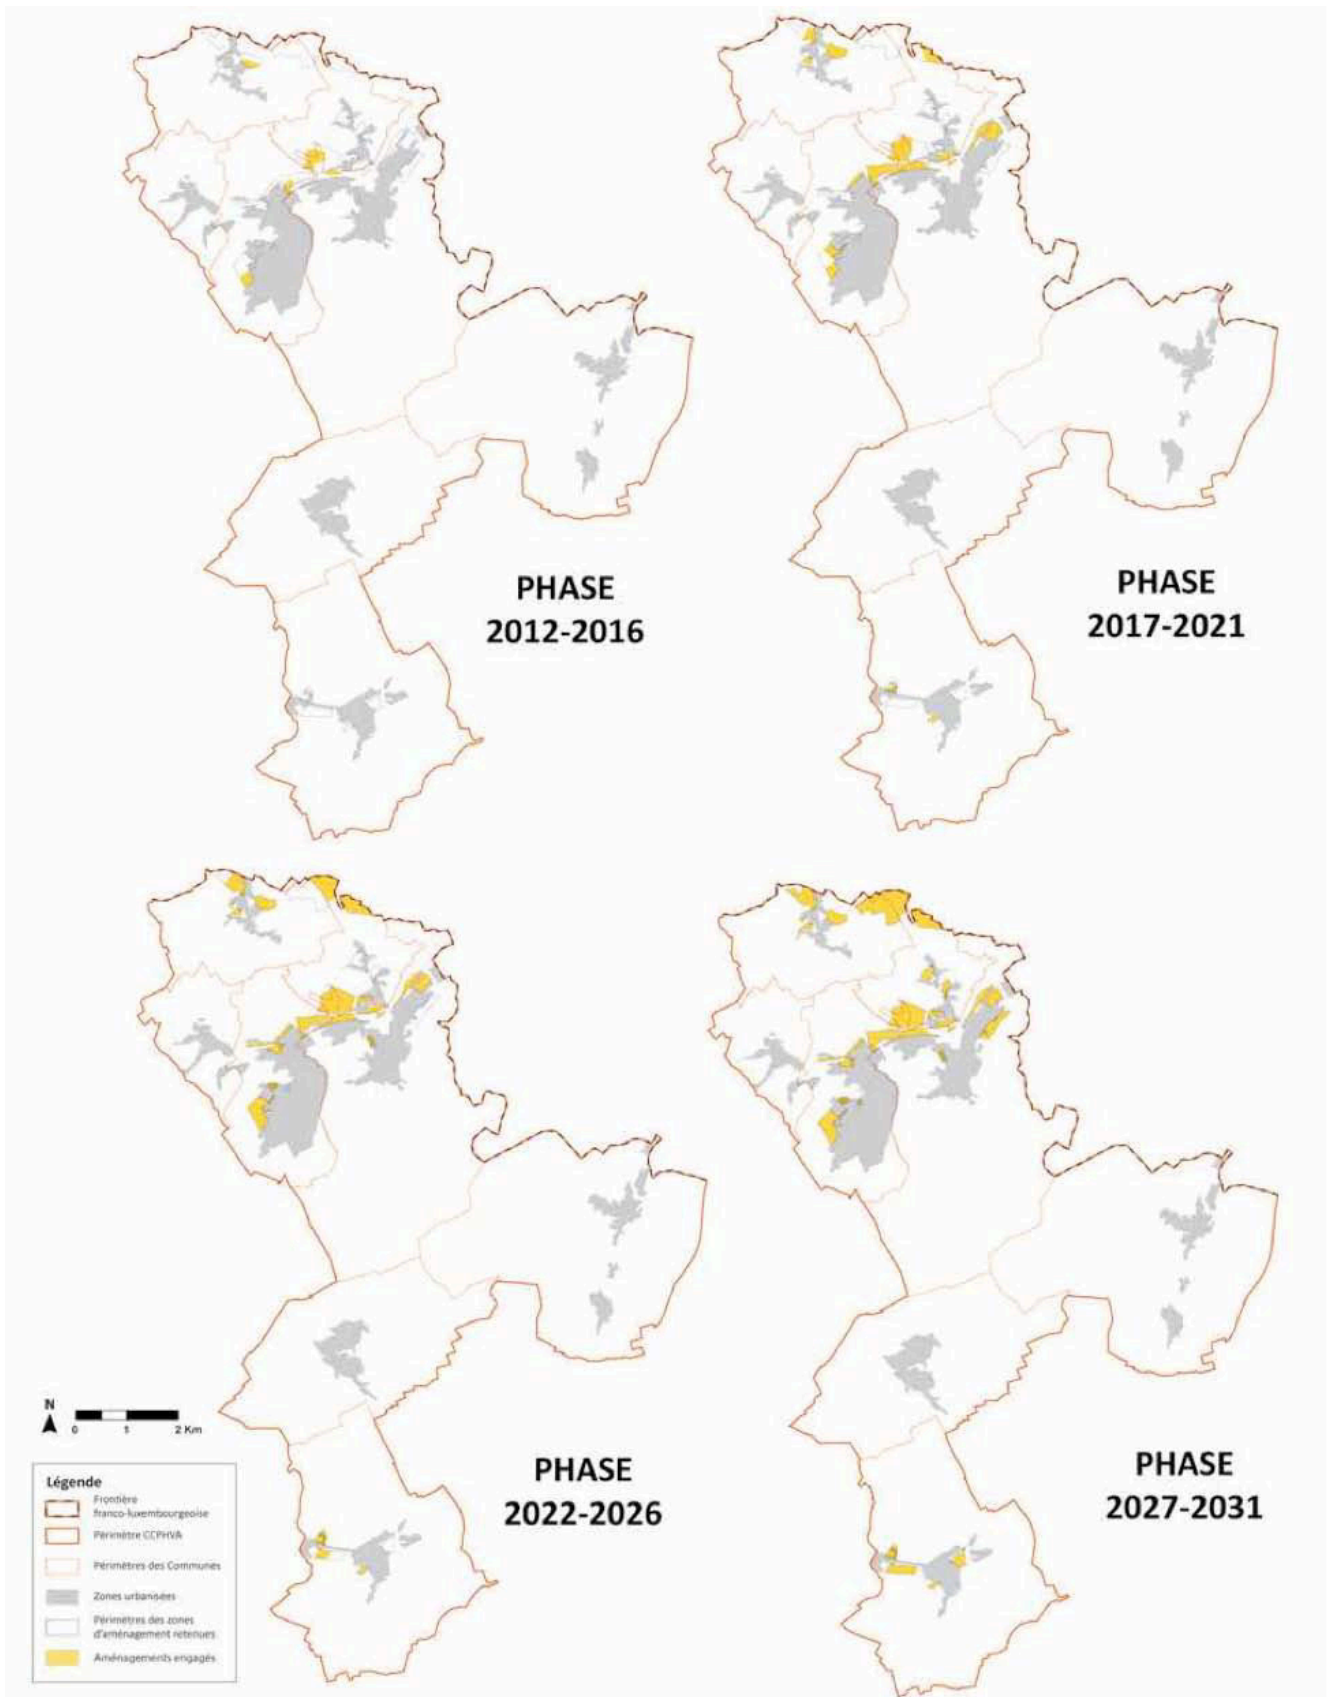 PHASE
2012-2016
PHASE
2017-2021
N
0 1 2 Km
PHASE
2022-2026
PHASE
2027-2031
Légende
Frontière
franco-luxembourgeoise
Périmètre CCPHVA
Périmètres des Communes
Zones urbanisées
Périmètres des zones
d'aménagement retenues
Aménagements engagés